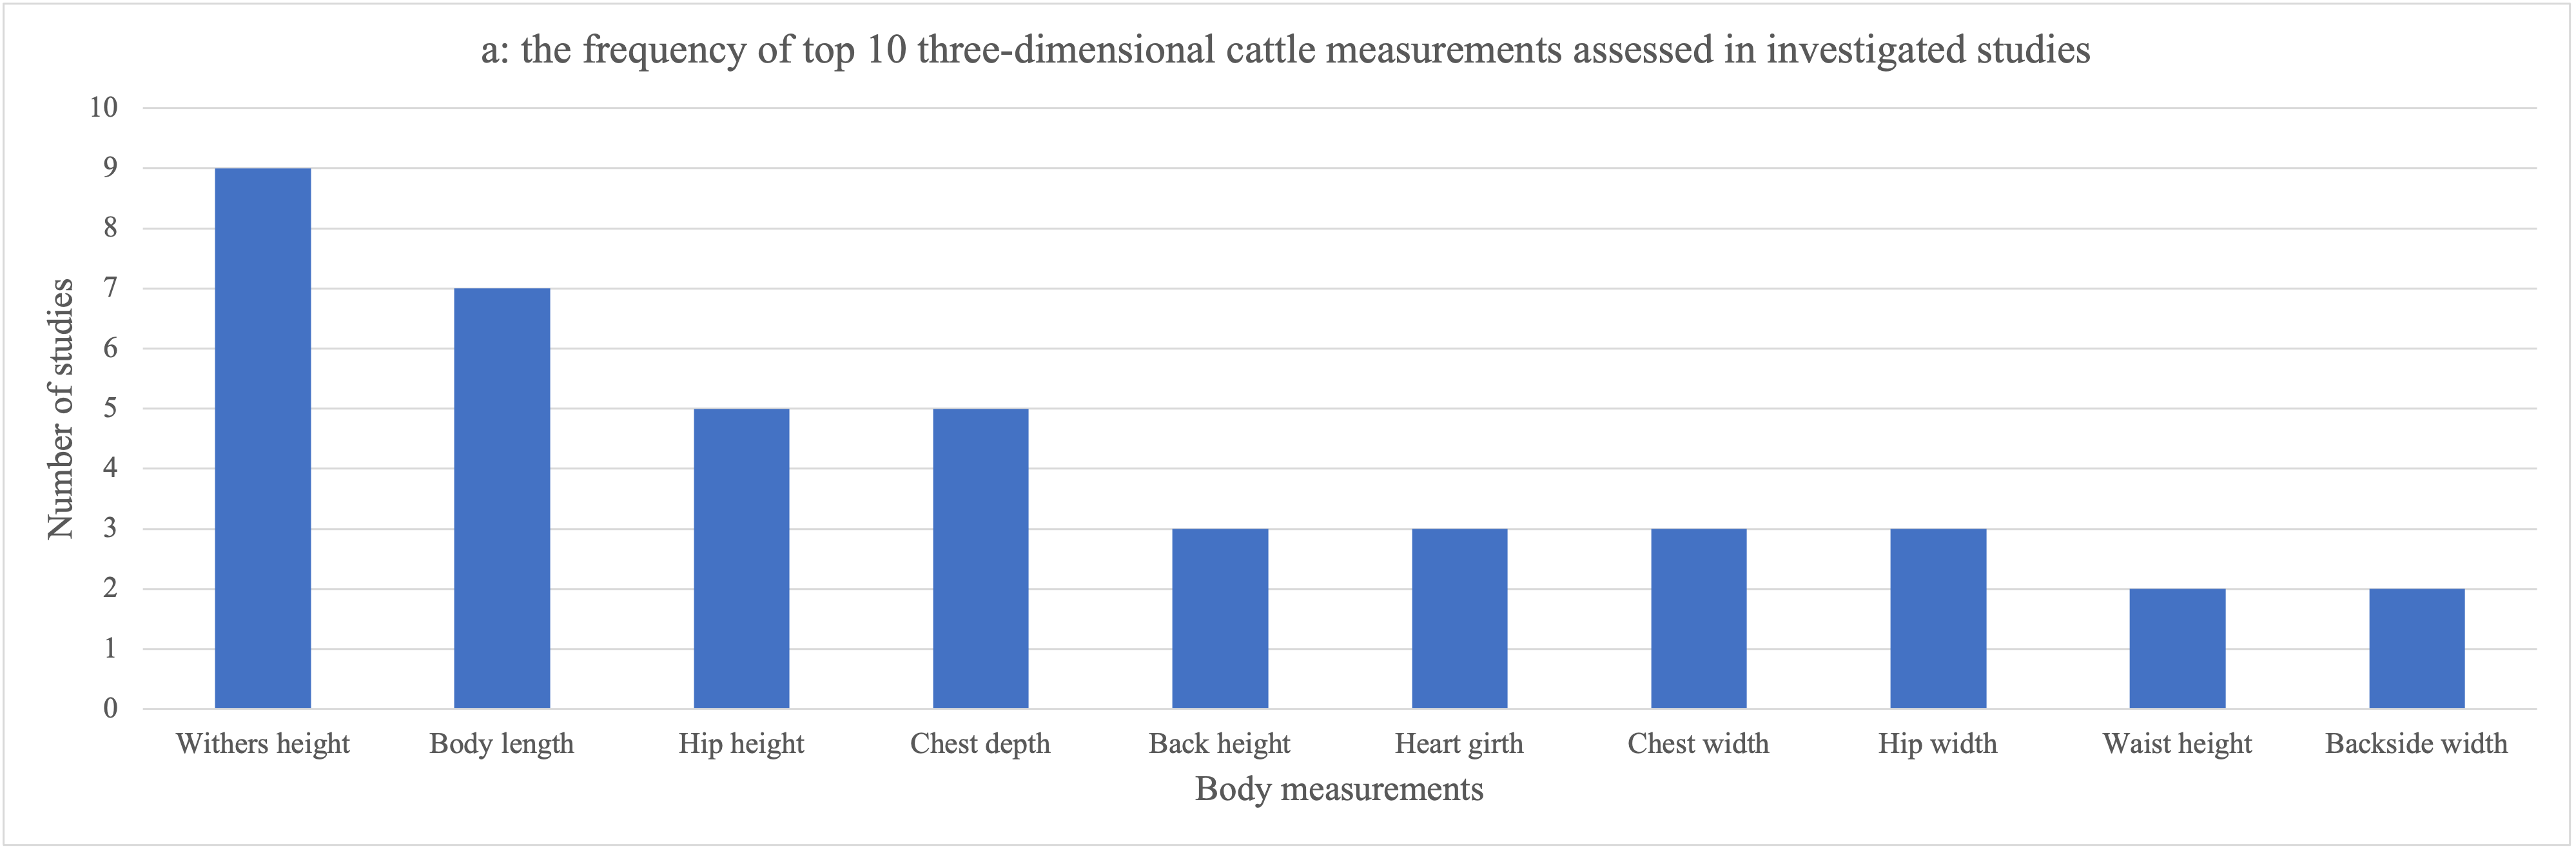 a: the frequency of top 10 three-dimensional cattle measurements assessed in investigated studies
10
9
8
7
6
5
4
3
2
1
0
Number of studies
Withers height
Body length
Hip height
Chest depth
Back height
Heart girth
Chest width
Hip width
Waist height
Backside width
Body measurements